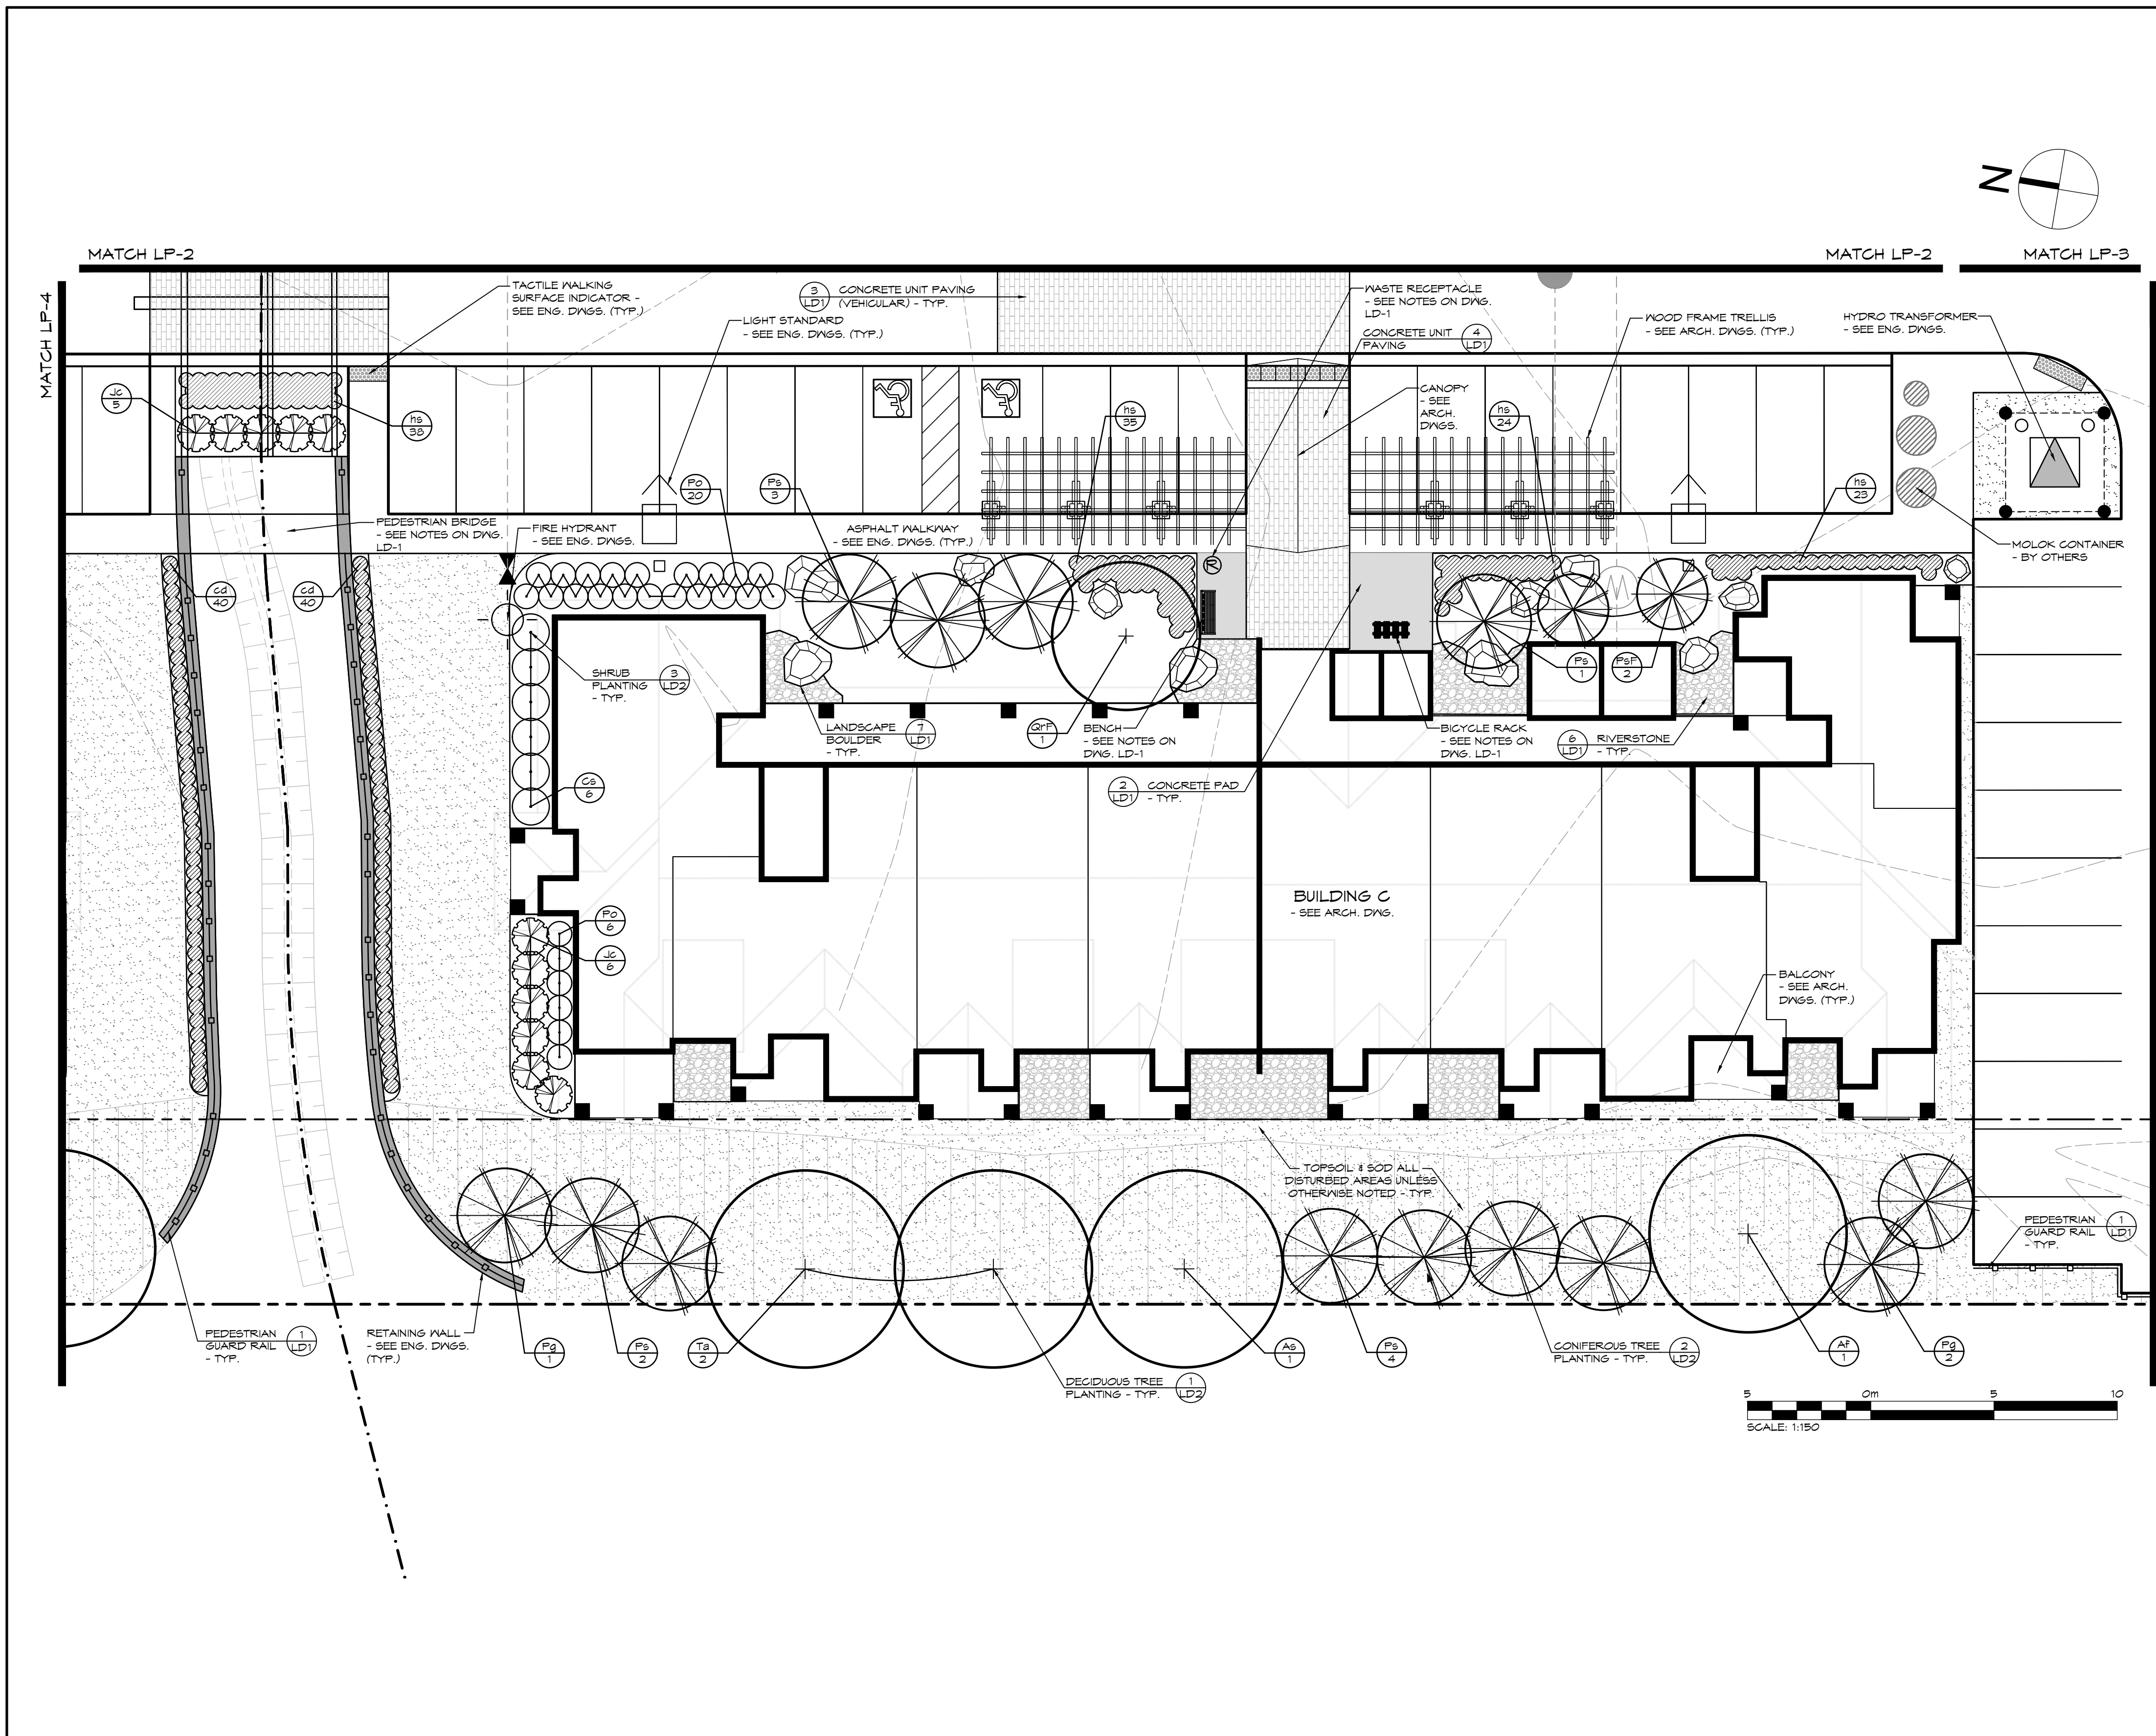 N
MATCH LP-2
MATCH LP-2
MATCH LP-3
MATCH LP-4
TACTILE WALKING
SURFACE INDICATOR -
SEE ENG. DWGS. (TYP.)
3
LD1
CONCRETE UNIT PAVING
(VEHICULAR) - TYP.
LIGHT STANDARD
- SEE ENG. DWGS. (TYP.)
WASTE RECEPTACLE
- SEE NOTES ON DWG.
LD-1
CONCRETE UNIT
PAVING
4
LD1
WOOD FRAME TRELLIS
- SEE ARCH. DWGS. (TYP.)
HYDRO TRANSFORMER
- SEE ENG. DWGS.
CANOPY
- SEE
ARCH.
DWGS.
Jc
5
hs
38
hs
35
hs
24
Po
20
Ps
3
hs
23
PEDESTRIAN BRIDGE
- SEE NOTES ON DWG.
LD-1
FIRE HYDRANT
- SEE ENG. DWGS.
ASPHALT WALKWAY
- SEE ENG. DWGS. (TYP.)
MOLOK CONTAINER
- BY OTHERS
R
cd
40
cd
40
SHRUB
PLANTING
- TYP.
3
LD2
Ps
1
PsF
2
LANDSCAPE
BOULDER
- TYP.
7
LD1
QrF
1
BENCH
- SEE NOTES ON
DWG. LD-1
BICYCLE RACK
- SEE NOTES ON
DWG. LD-1
6
LD1
RIVERSTONE
- TYP.
Cs
6
2
LD1
CONCRETE PAD
- TYP.
BUILDING C
- SEE ARCH. DWG.
Po
6
Jc
6
BALCONY
- SEE ARCH.
DWGS. (TYP.)
TOPSOIL & SOD ALL
DISTURBED AREAS UNLESS
OTHERWISE NOTED - TYP.
PEDESTRIAN
GUARD RAIL
- TYP.
1
LD1
PEDESTRIAN
GUARD RAIL
- TYP.
1
LD1
RETAINING WALL
- SEE ENG. DWGS.
(TYP.)
Pg
1
Ps
2
Ta
2
As
1
Ps
4
CONIFEROUS TREE
PLANTING - TYP.
2
LD2
Af
1
Pg
2
DECIDUOUS TREE
PLANTING - TYP.
1
LD2
5 0m 5 10
SCALE: 1:150